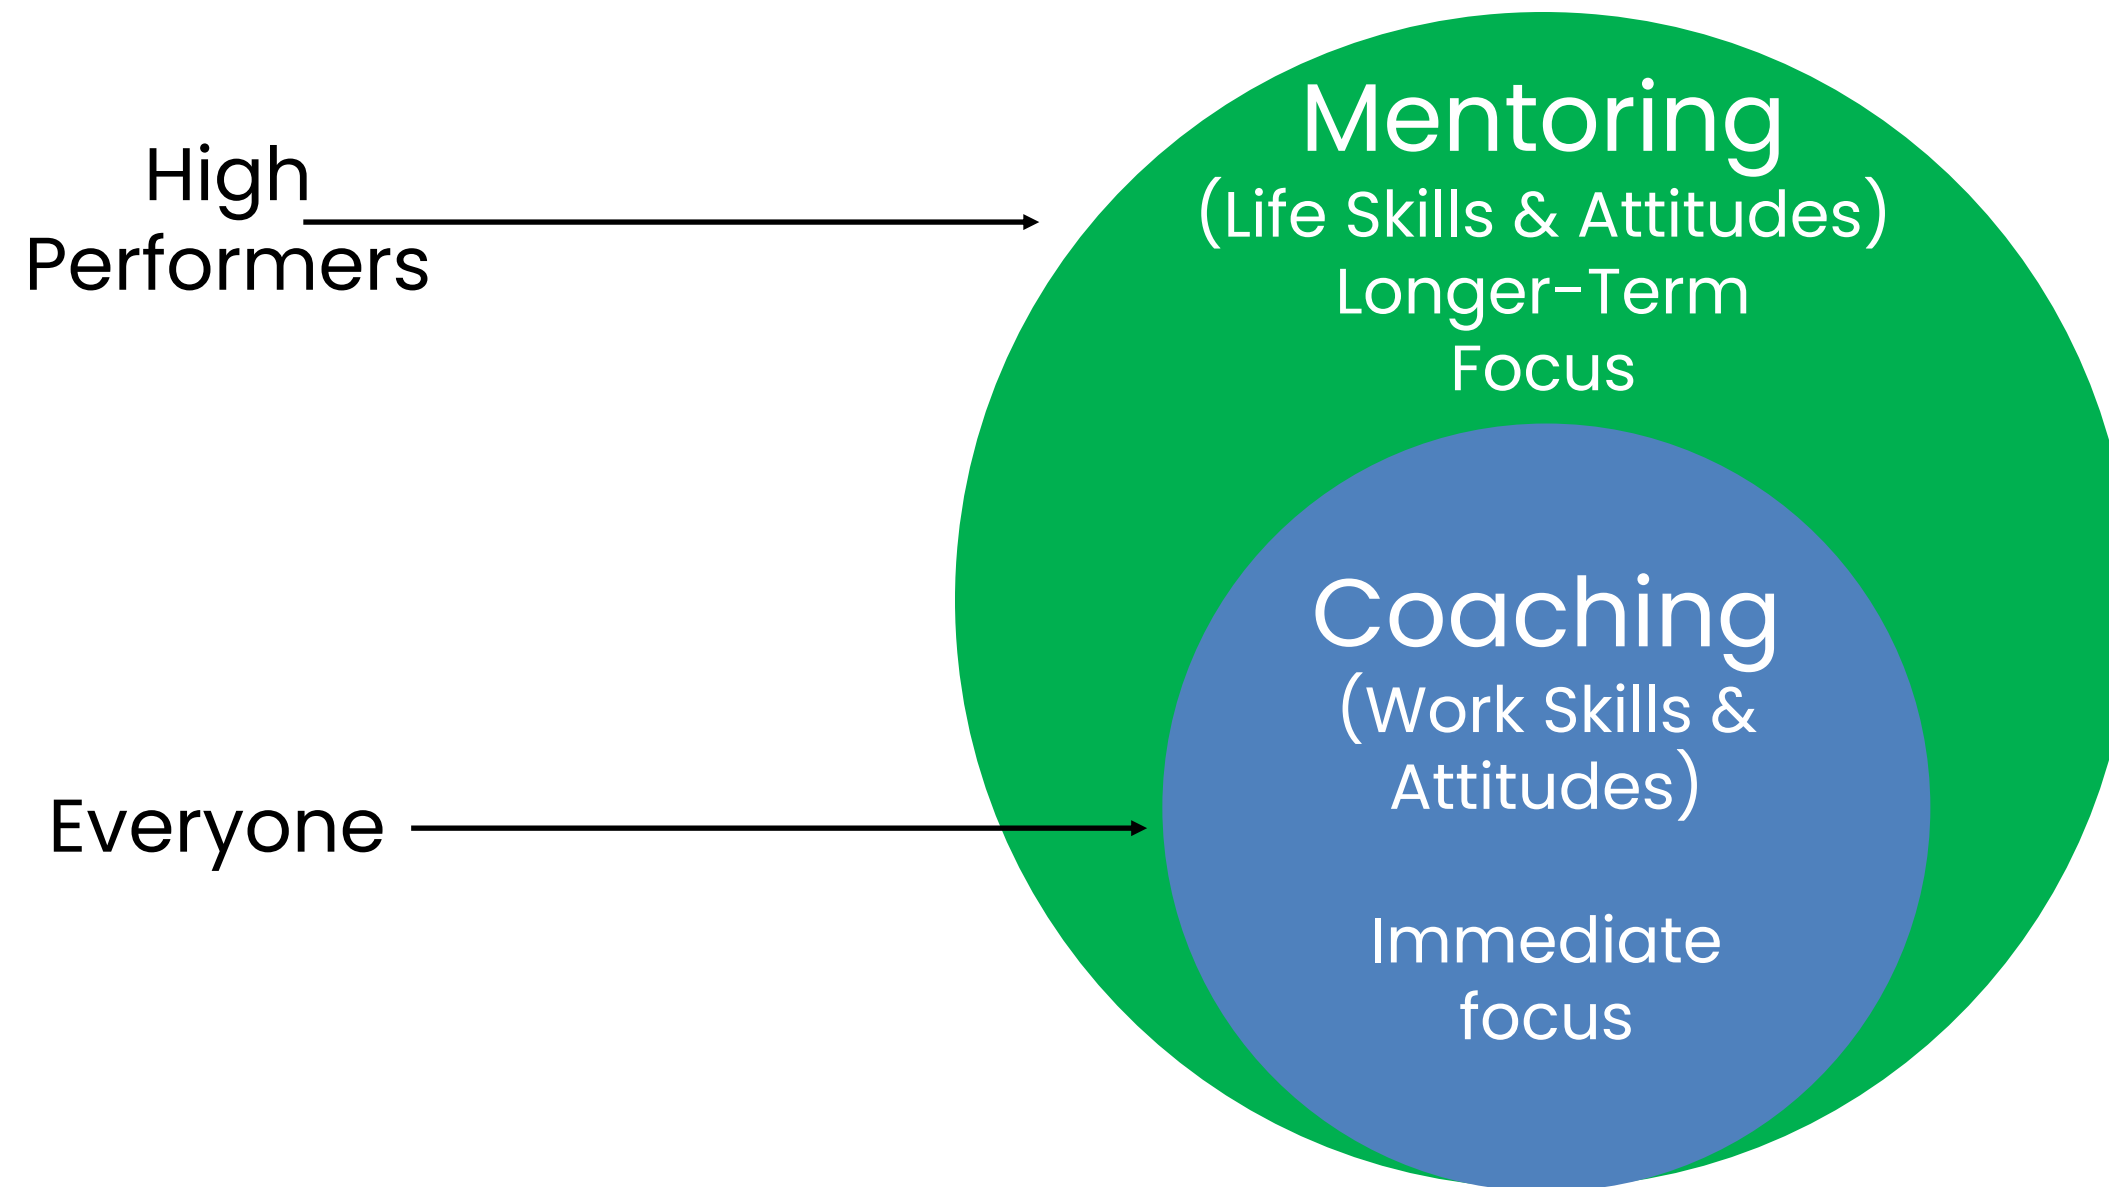 High
Performers
Mentoring
(Life Skills & Attitudes)
Longer-Term
Focus
Everyone
Coaching
(Work Skills &
Attitudes)
Immediate
focus